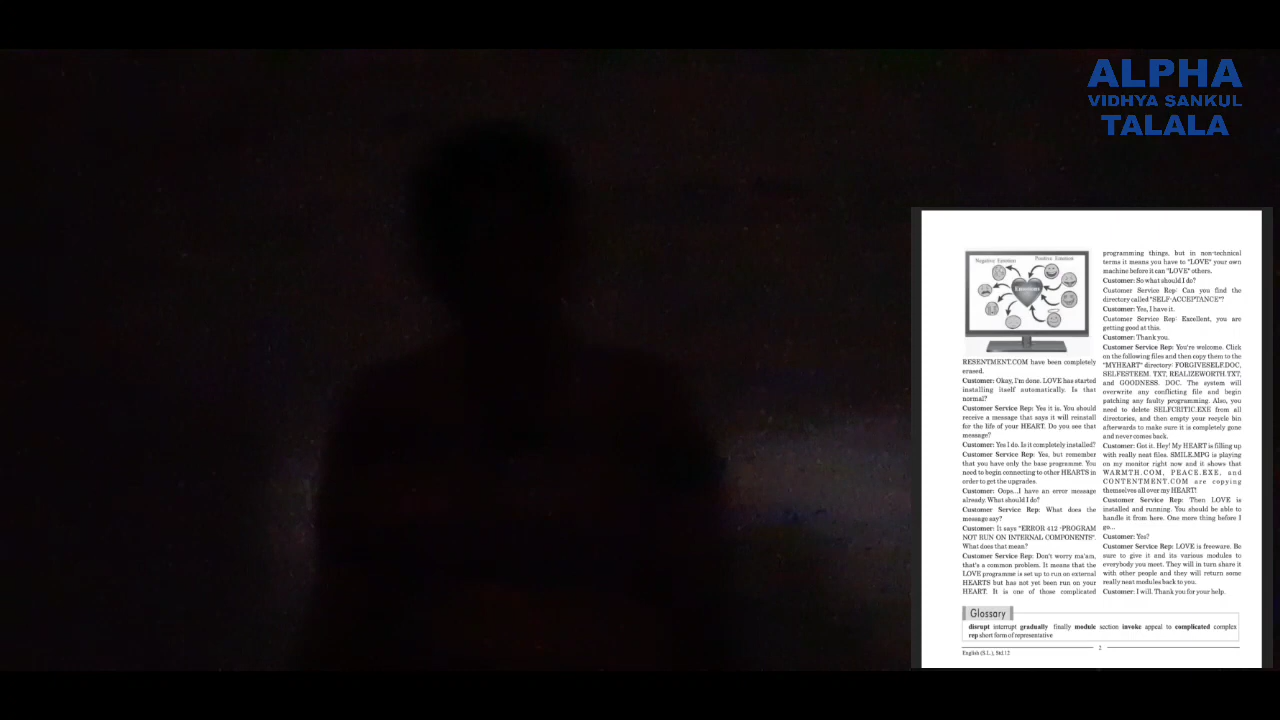 ALPHA
VIDHYA SANKUL
TALALA
Negative Emotion
Positive Emotion
Emotions
RESENTMENT.COM have been completely
erased.
Customer: Okay, I'm done. LOVE has started
installing itself automatically. Is that
normal?
Customer Service Rep: Yes it is. You should
receive a message that says it will reinstall
for the life of your HEART. Do you see that
message?
Customer: Yes I do. Is it completely installed?
Customer Service Rep: Yes, but remember
that you have only the base programme. You
need to begin connecting to other HEARTS in
order to get the upgrades.
Customer: Oops...I have an error message
already. What should I do?
Customer Service Rep: What does the
message say?
Customer: It says "ERROR 412 -PROGRAM
NOT RUN ON INTERNAL COMPONENTS".
What does that mean?
Customer Service Rep: Don't worry ma'am,
that's a common problem. It means that the
LOVE programme is set up to run on external
HEARTS but has not yet been run on your
HEART. It is one of those complicated
programming things, but in non-technical
terms it means you have to "LOVE" your own
machine before it can "LOVE" others.
Customer: So what should I do?
Customer Service Rep: Can you find the
directory called "SELF-ACCEPTANCE"?
Customer: Yes, I have it.
Customer Service Rep: Excellent, you are
getting good at this.
Customer: Thank you.
Customer Service Rep: You're welcome. Click
on the following files and then copy them to the
"MYHEART" directory: FORGIVESELF.DOC,
SELFESTEEM. TXT, REALIZEWORTH.TXT,
and GOODNESS. DOC. The system will
overwrite any conflicting file and begin
patching any faulty programming. Also, you
need to delete SELFCRITIC.EXE from all
directories, and then empty your recycle bin
afterwards to make sure it is completely gone
and never comes back.
Customer: Got it. Hey! My HEART is filling up
with really neat files. SMILE.MPG is playing
on my monitor right now and it shows that
WARMTH.COM, PEACE.EXE, and
CONTENTMENT.COM are copying
themselves all over my HEART!
Customer Service Rep: Then LOVE is
installed and running. You should be able to
handle it from here. One more thing before I
go...
Customer: Yes?
Customer Service Rep: LOVE is freeware. Be
sure to give it and its various modules to
everybody you meet. They will in turn share it
with other people and they will return some
really neat modules back to you.
Customer: I will. Thank you for your help.
Glossary
disrupt interrupt gradually finally module section invoke appeal to complicated complex
rep short form of representative
2
English (S.L.), Std.12